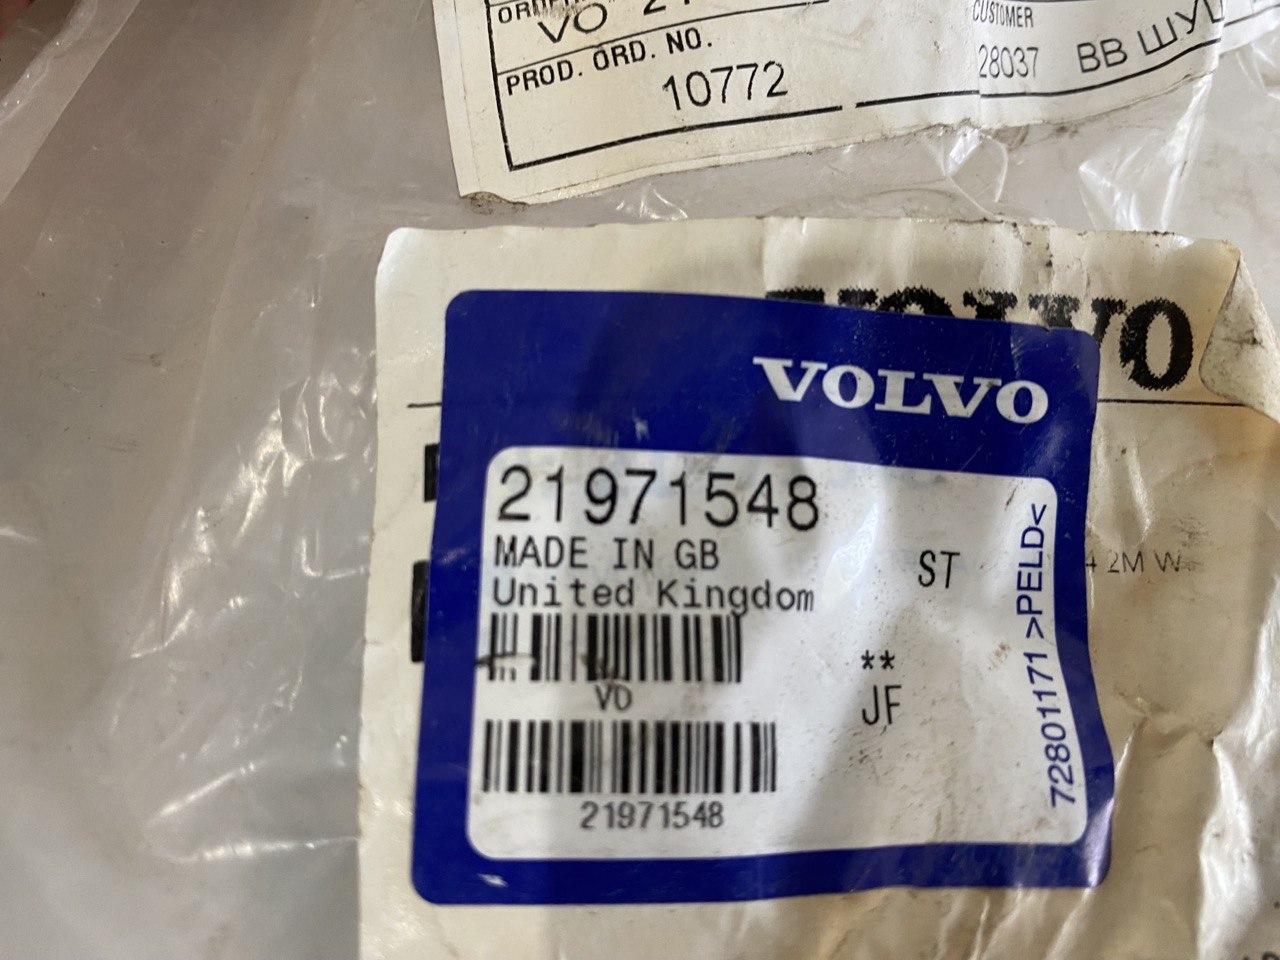 VO
PROD. ORD. NO.
10772
CUSTOMER
28037 ВВ
VOLVO
VOLVO
21971548
MADE IN GB
United Kingdom
ST
VO
**
JF
21971548
72801171 >PELD<
2M W